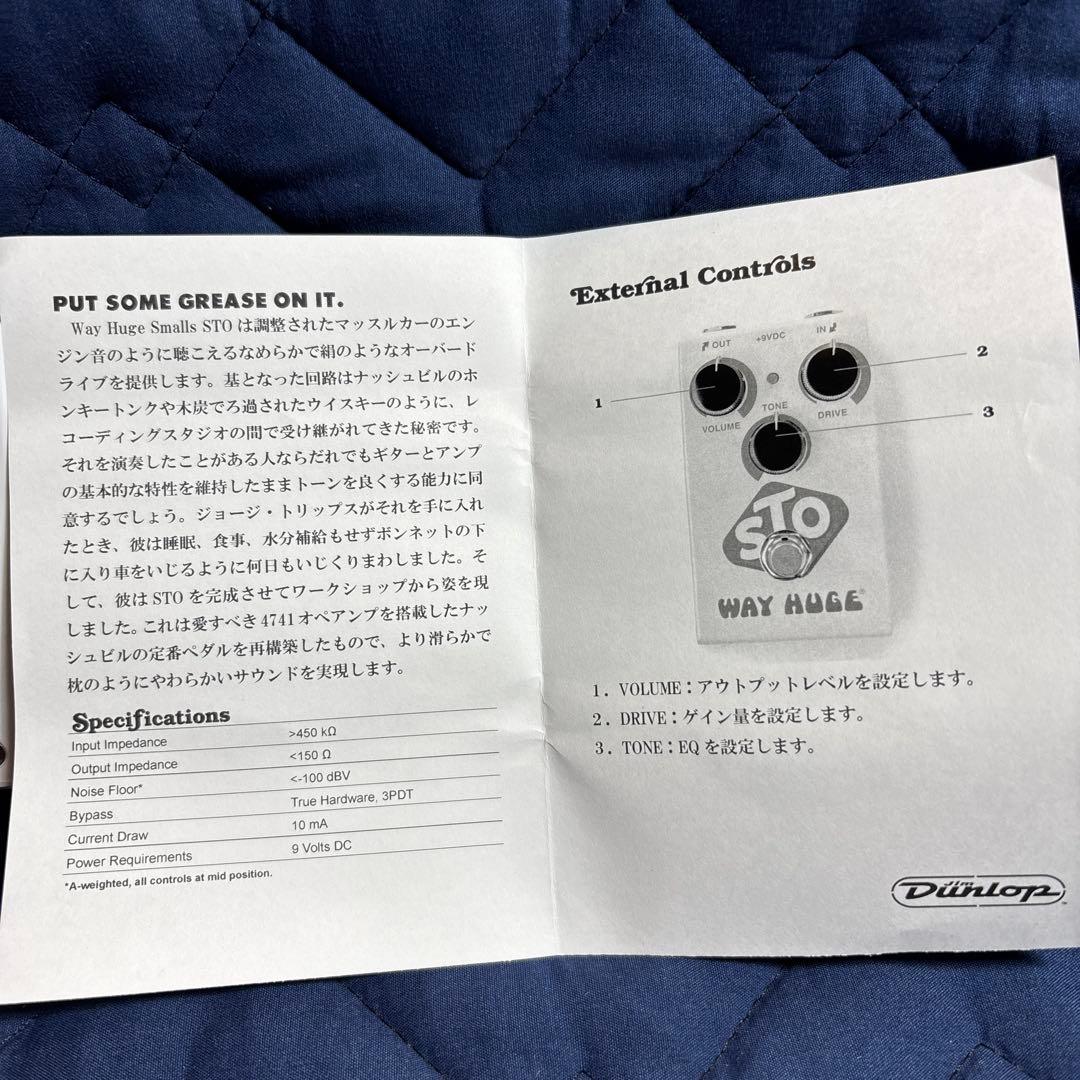 PUT SOME GREASE ON IT.
Way Huge Smalls STO は調整されたマッスルカーのエン
ジン音のように聴こえるなめらかで絹のようなオーバード
ライブを提供します。基となった回路はナッシュビルのホ
ンキートンクや木炭でろ過されたウイスキーのように、レ
コーディングスタジオの間で受け継がれてきた秘密です。
それを演奏したことがある人ならだれでもギターとアンプ
の基本的な特性を維持したままトーンを良くする能力に同
意するでしょう。ジョージ・トリップスがそれを手に入れ
たとき、彼は睡眠、食事、水分補給もせずボンネットの下
に入り車をいじるように何日もいじくりまわしました。そ
して、彼は STO を完成させてワークショップから姿を現
しました。これは愛すべき 4741 オペアンプを搭載したナッ
シュビルの定番ペダルを再構築したもので、より滑らかで
枕のようにやわらかいサウンドを実現します。
Specifications
Input Impedance >450 kΩ
Output Impedance <150 Ω
Noise Floor* <-100 dBV
Bypass True Hardware, 3PDT
Current Draw 10 mA
Power Requirements 9 Volts DC
*A-weighted, all controls at mid position.
External Controls
OUT +9VDC IN
1
2
3
VOLUME TONE DRIVE
STO
WAY HUGE®
1. VOLUME：アウトプットレベルを設定します。
2. DRIVE：ゲイン量を設定します。
3. TONE：EQ を設定します。
Jim
Dunlop™